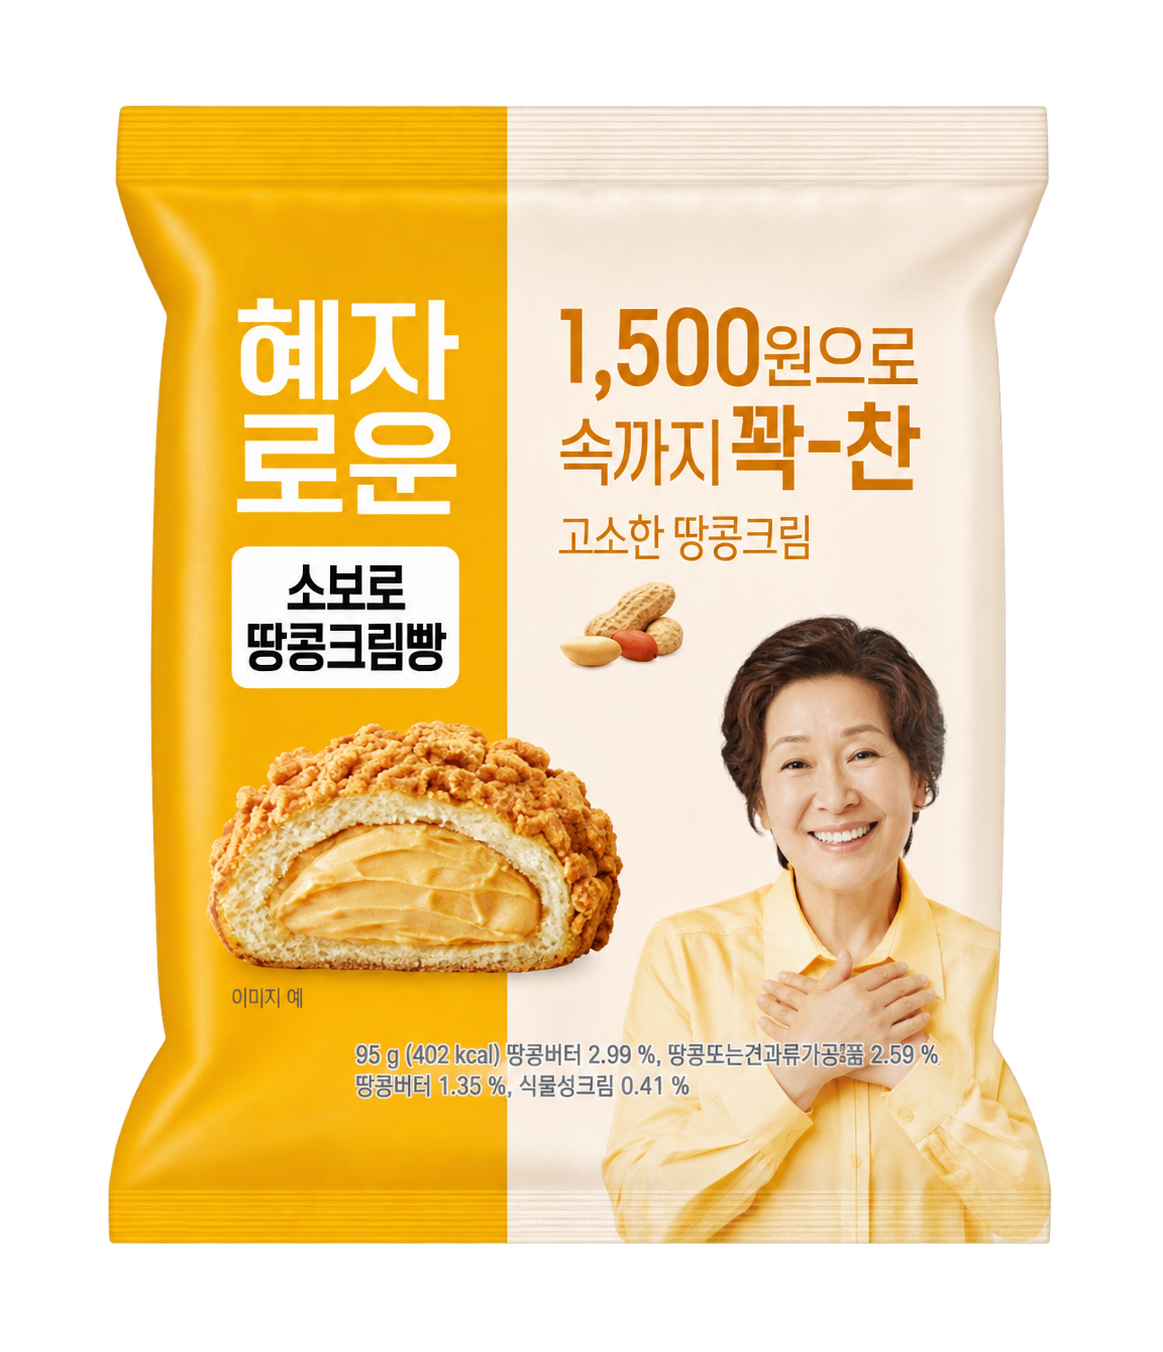 혜자
로운
소보로
땅콩크림빵
1,500원으로
속까지 꽉-찬
고소한 땅콩크림
이미지 예
95 g (402 kcal) 땅콩버터 2.99 %, 땅콩또는견과류가공품 2.59 %,
땅콩버터 1.35 %, 식물성크림 0.41 %